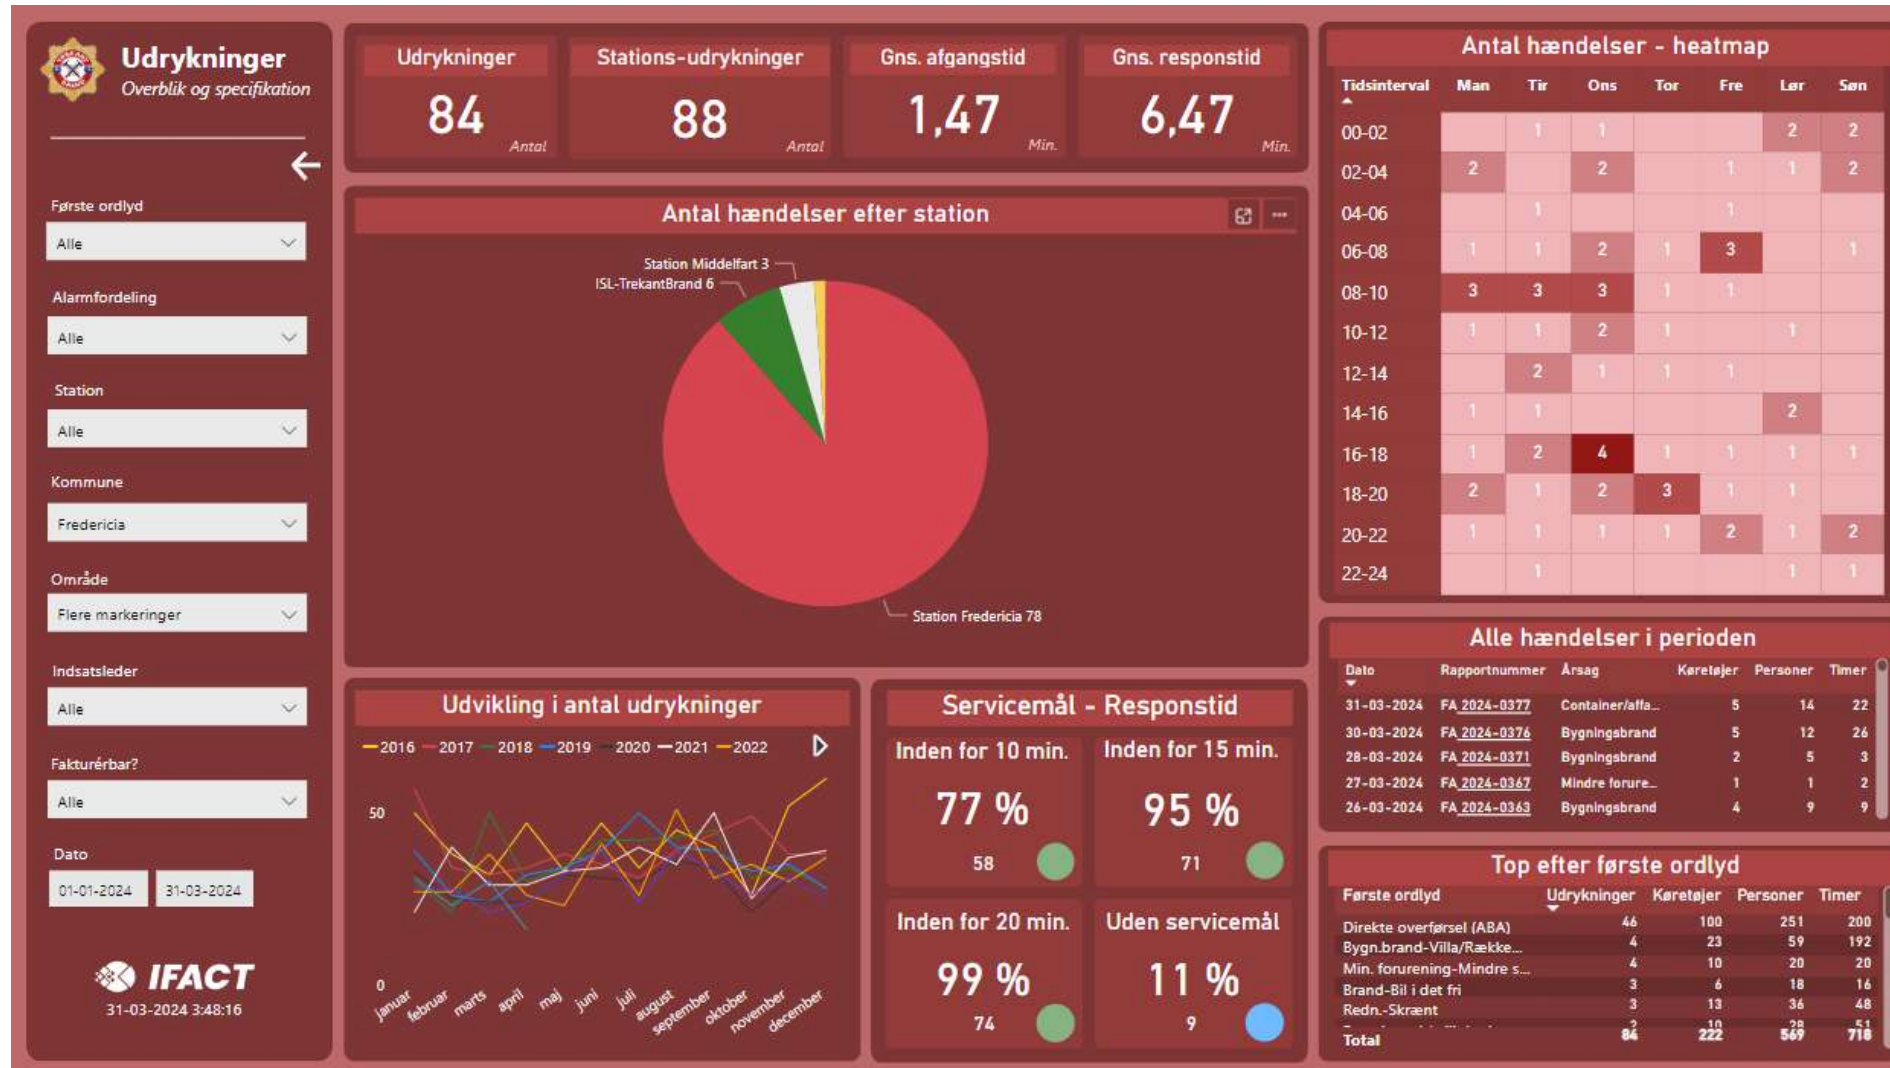 Udrykninger
Overblik og specifikation
Første ordlyd
Alle
Alarmfordeling
Alle
Station
Alle
Kommune
Fredericia
Område
Flere markeringer
Indsatsleder
Alle
Fakturérbar?
Alle
Dato
01-01-2024 31-03-2024
IFACT
31-03-2024 3:48:16
Udrykninger
84
Antal
Stations-udrykninger
88
Antal
Gns. afgangstid
1,47
Min.
Gns. responstid
6,47
Min.
Antal hændelser efter station
Station Middelfart 3
ISL-TrekantBrand 6
Station Fredericia 78
Udvikling i antal udrykninger
2016 2017 2018 2019 2020 2021 2022
50
0
januar februar marts april maj juni juli august september oktober november december
Servicemål - Responstid
Inden for 10 min.
77 %
58
Inden for 15 min.
95 %
71
Inden for 20 min.
99 %
74
Uden servicemål
11 %
9
Antal hændelser - heatmap
Tidsinterval Man Tir Ons Tor Fre Lør Søn
00-02 1 1 2 2
02-04 2 2 1 1 2
04-06 1 1
06-08 1 1 2 1 3 1
08-10 3 3 3 1 1
10-12 1 1 2 1 1
12-14 2 1 1 1
14-16 1 1 2
16-18 1 2 4 1 1 1 1
18-20 2 1 2 3 1 1
20-22 1 1 1 1 2 1 2
22-24 1 1 1
Alle hændelser i perioden
Dato Rapportnummer Årsag Køretøjer Personer Timer
31-03-2024 FA 2024-0377 Container/affa... 5 14 22
30-03-2024 FA 2024-0376 Bygningsbrand 5 12 26
28-03-2024 FA 2024-0371 Bygningsbrand 2 5 3
27-03-2024 FA 2024-0367 Mindre forure... 1 1 2
26-03-2024 FA 2024-0363 Bygningsbrand 4 9 9
Top efter første ordlyd
Første ordlyd Udrykninger Køretøjer Personer Timer
Direkte overførsel (ABA) 46 100 251 200
Bygn.brand-Villa/Række... 4 23 59 192
Min. forurening-Mindre s... 4 10 20 20
Brand-Bil i det fri 3 6 18 16
Redn.-Skrænt 3 13 36 48
Total 84 222 569 718